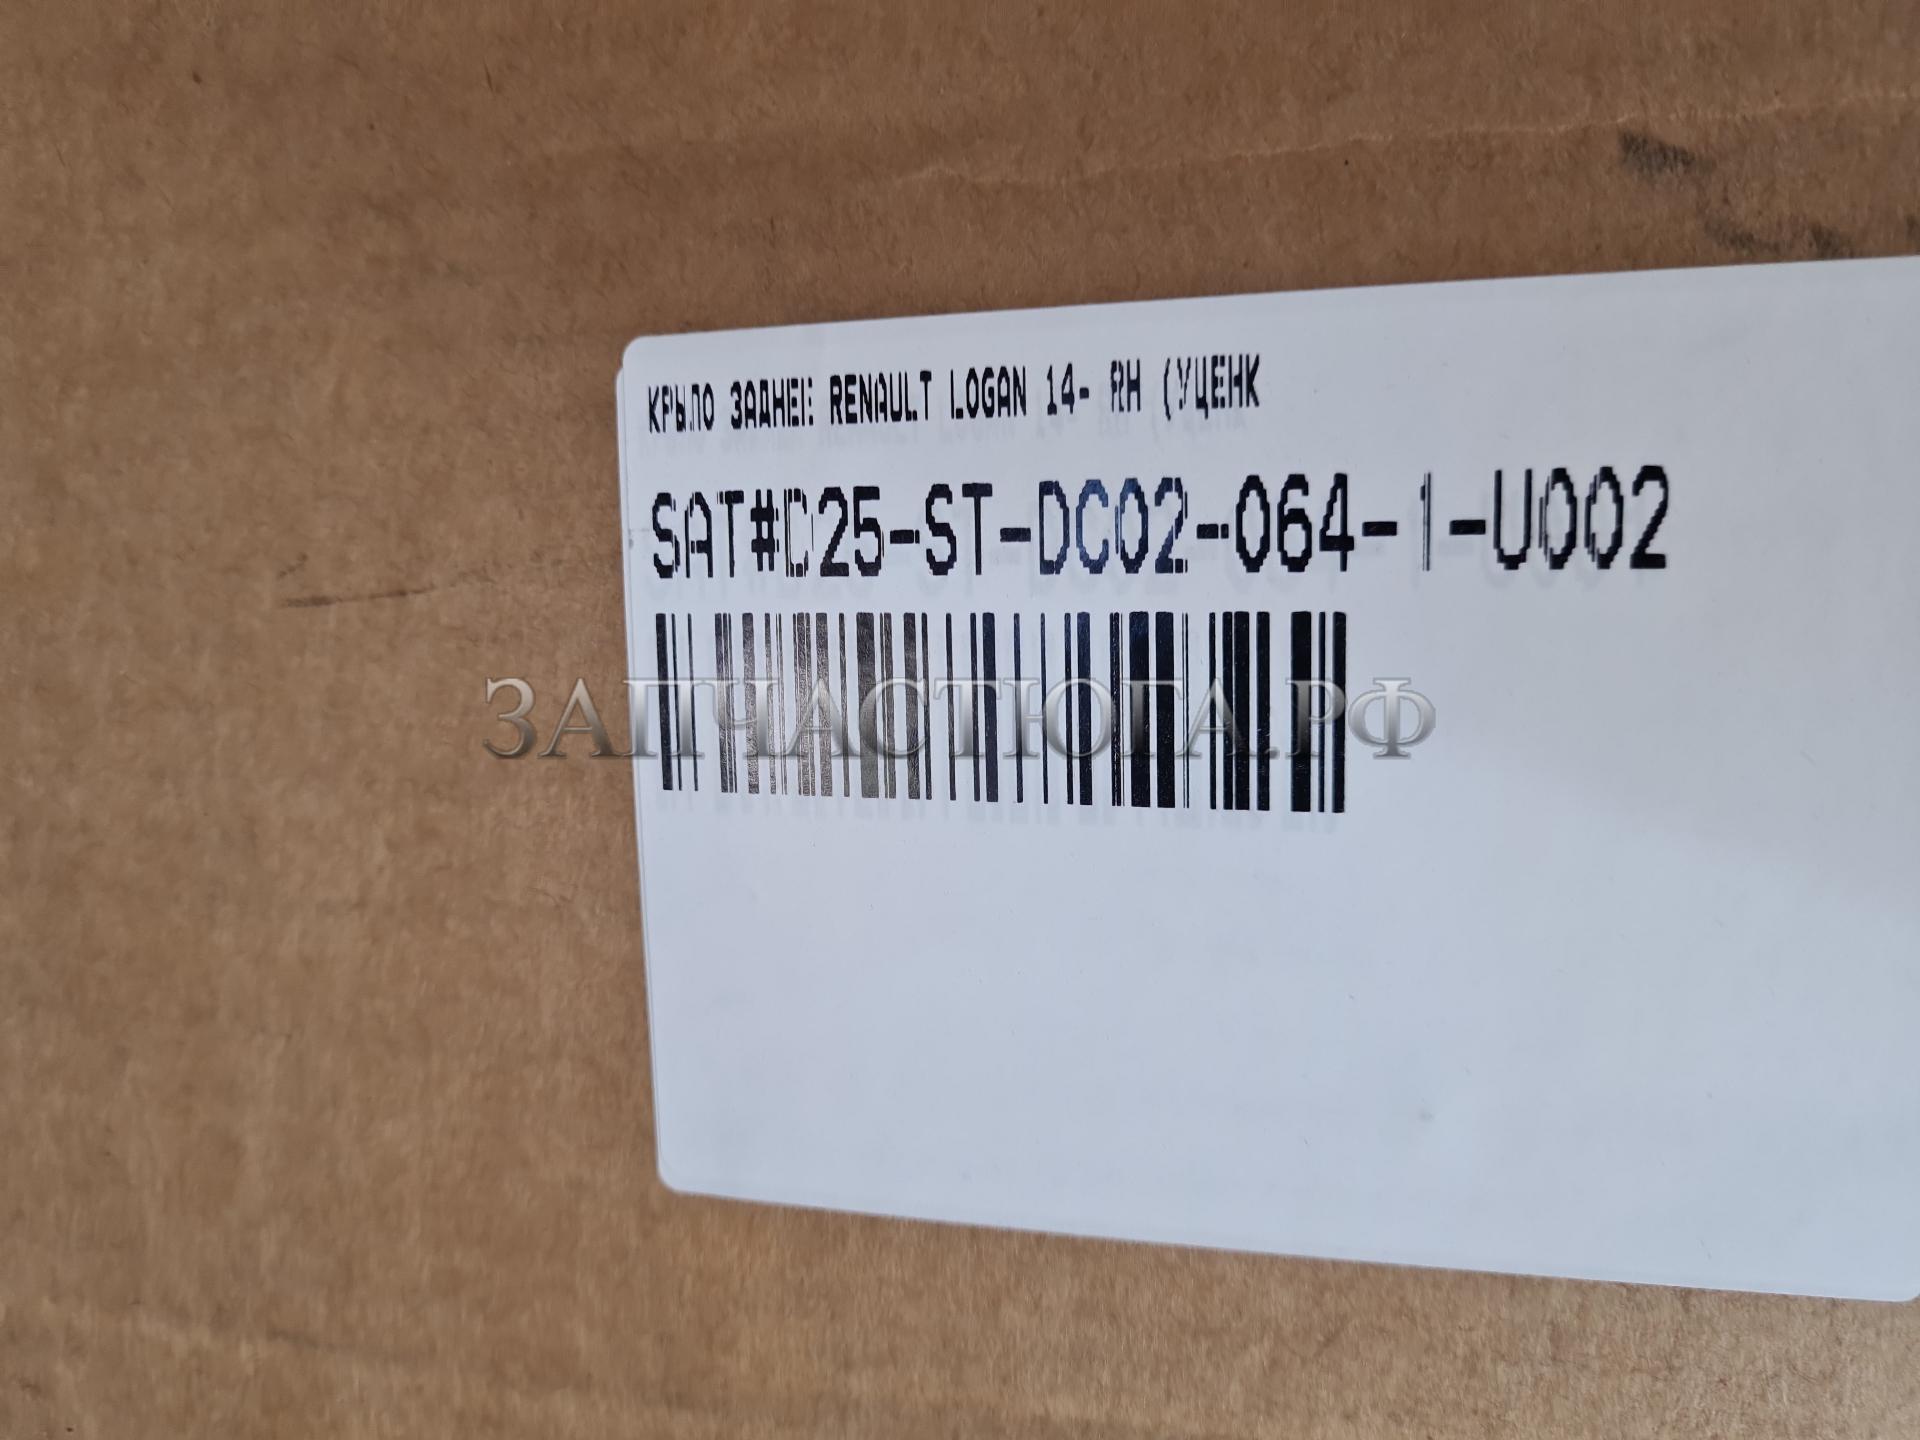 КРЫЛО ЗАДНЕЕ RENAULT LOGAN 14- RH (УЦЕНК
SAT#D25-ST-DC02-064-1-U002
ЗАПЧАСТЮГА.РФ